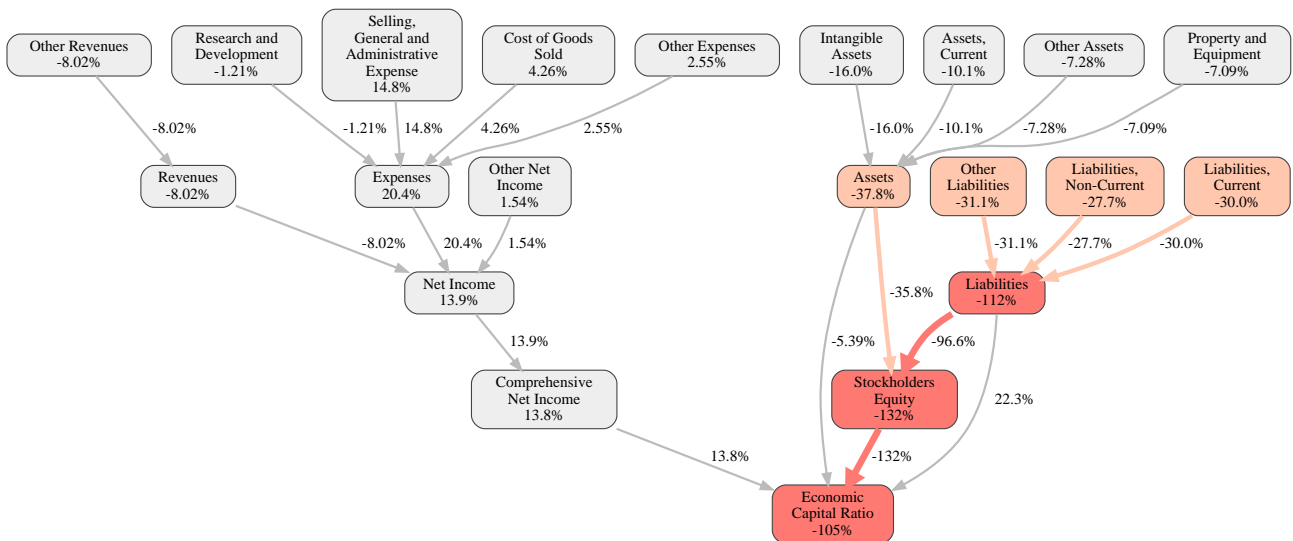 Other Revenues
-8.02%
Research and
Development
-1.21%
Selling,
General and
Administrative
Expense
14.8%
Cost of Goods
Sold
4.26%
Other Expenses
2.55%
Intangible
Assets
-16.0%
Assets,
Current
-10.1%
Other Assets
-7.28%
Property and
Equipment
-7.09%
-8.02%
-1.21%
14.8%
4.26%
2.55%
-16.0%
-10.1%
-7.28%
-7.09%
Revenues
-8.02%
Expenses
20.4%
Other Net
Income
1.54%
Assets
-37.8%
Other
Liabilities
-31.1%
Liabilities,
Non-Current
-27.7%
Liabilities,
Current
-30.0%
-8.02%
20.4%
1.54%
-31.1%
-27.7%
-30.0%
Net Income
13.9%
-35.8%
Liabilities
-112%
13.9%
-5.39%
-96.6%
Comprehensive
Net Income
13.8%
Stockholders
Equity
-132%
22.3%
13.8%
-132%
Economic
Capital Ratio
-105%